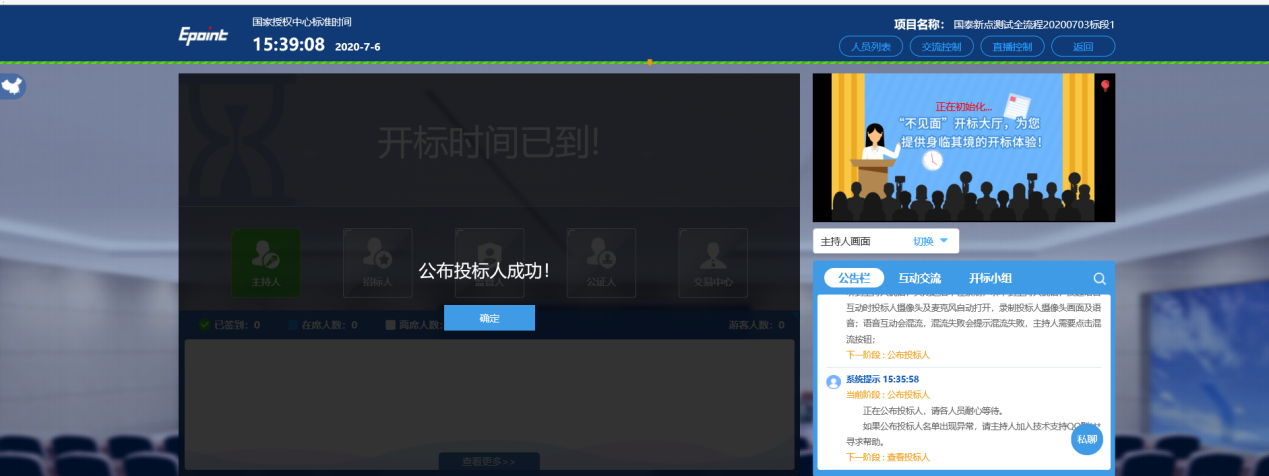 Epoint
国家授权中心标准时间
15:39:08 2020-7-6
项目名称： 国泰新点测试全流程20200703标段1
人员列表 交流控制 直播控制 返回
开标时间已到!
主持人 招标人 公证人 交易中心
公布投标人成功！
确定
已签到：0 在席人数：0 离席人数： 游客人数：0
查看更多>>
正在初始化...
“不见面”开标大厅，为您
提供身临其境的开标体验！
主持人画面 切换
公告栏 互动交流 开标小组
互动时投标人摄像头及麦克风自动打开，录制投标人摄像头画面及语
音；语音互动会混流，混流失败会提示混流失败，主持人需要点击混
流按钮；
下一阶段：公布投标人
系统提示 15:35:58
当前阶段：公布投标人
正在公布投标人，请各人员耐心等待。
如果公布投标人名单出现异常，请主持人加入技术支持QQ
寻求帮助。
私聊
下一阶段：查看投标人